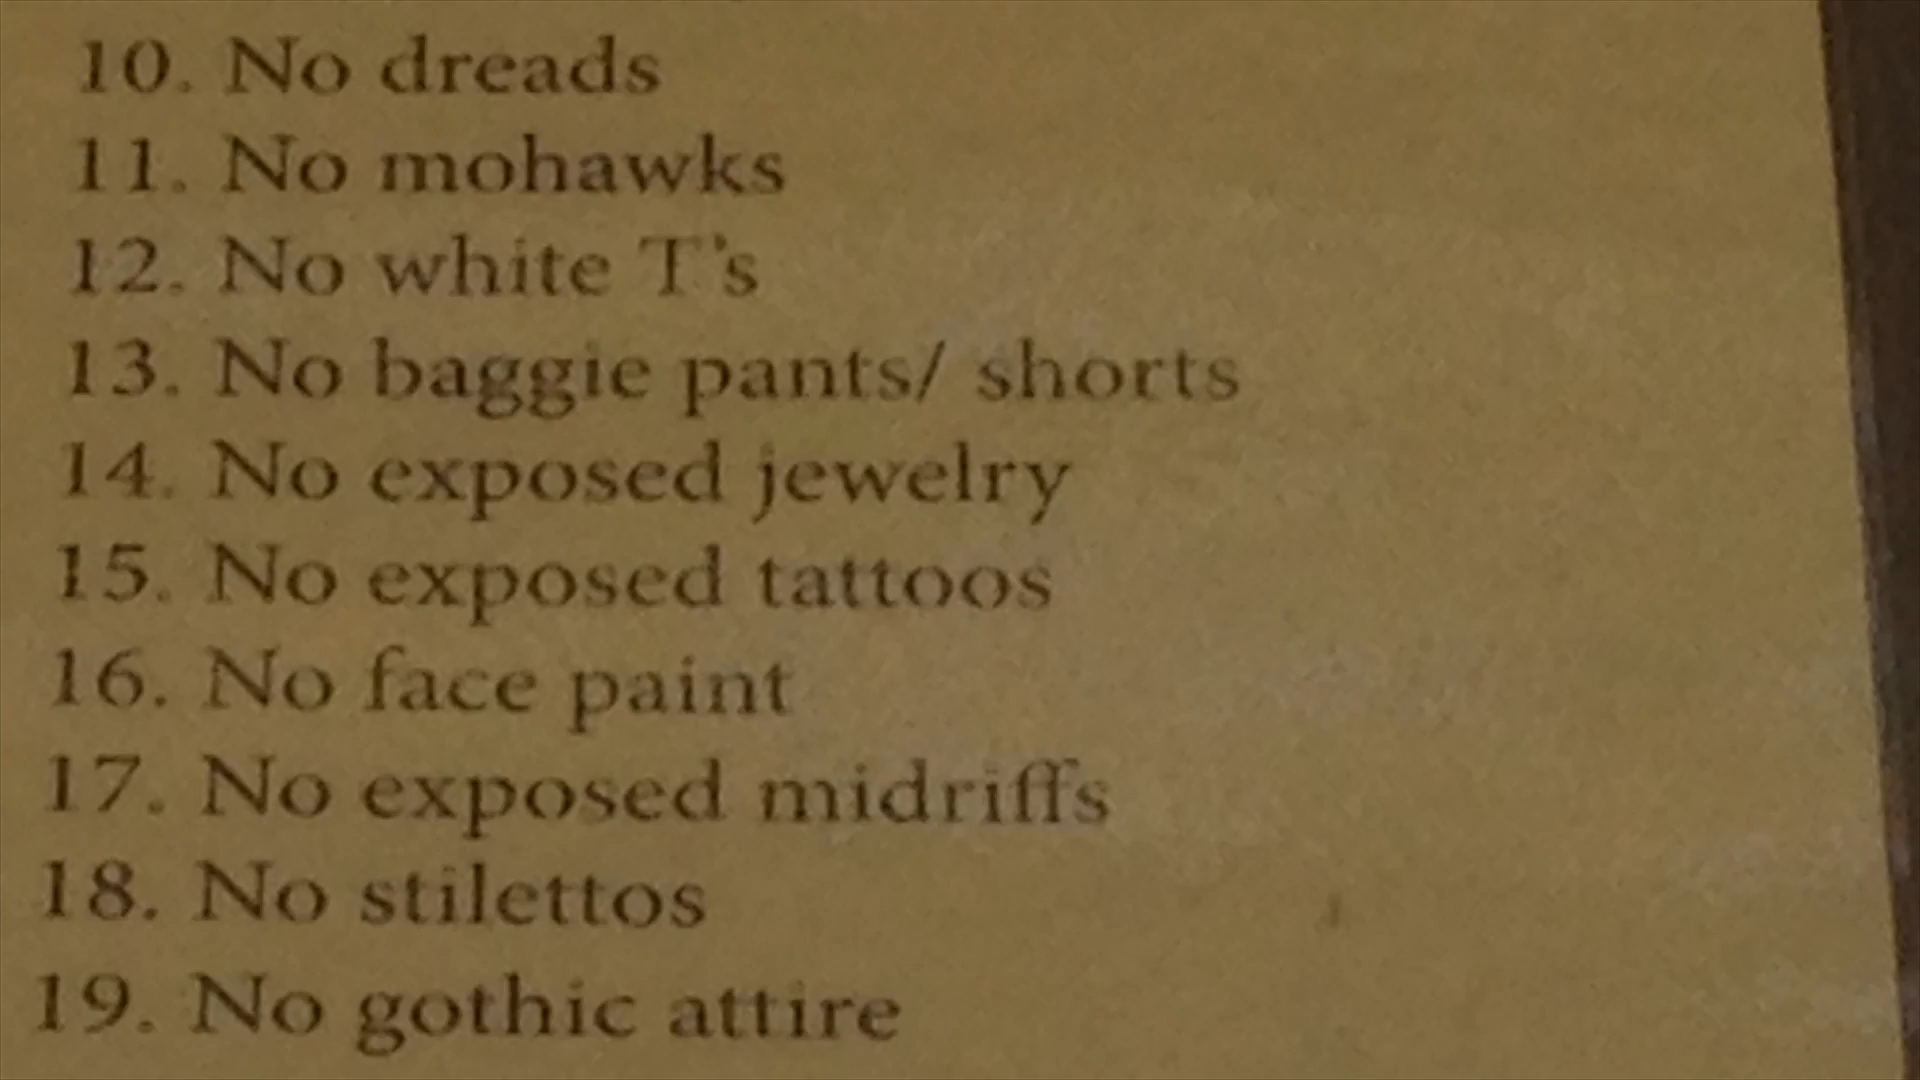 10. No dreads
11. No mohawks
12. No white T's
13. No baggie pants/ shorts
14. No exposed jewelry
15. No exposed tattoos
16. No face paint
17. No exposed midriffs
18. No stilettos
19. No gothic attire